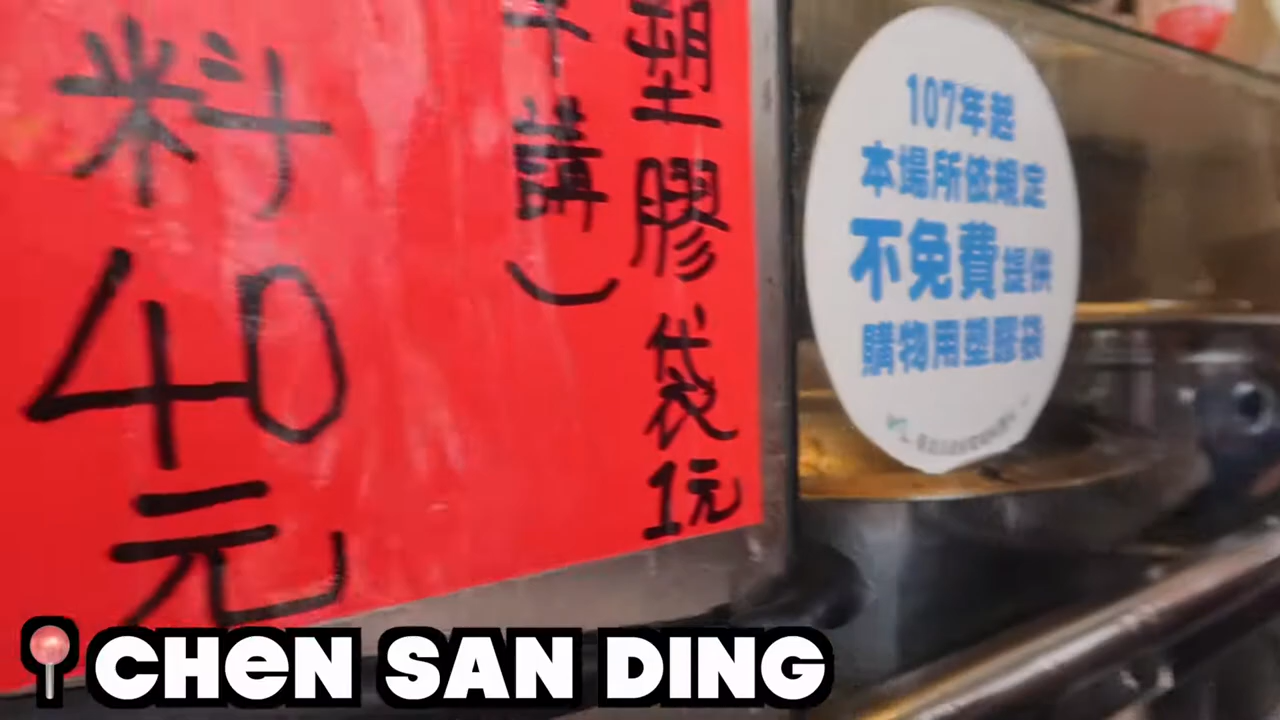 料
40
元
講)
塑膠袋1元
107年起
本場所依規定
不免費提供
購物用塑膠袋
CHEN SAN DING